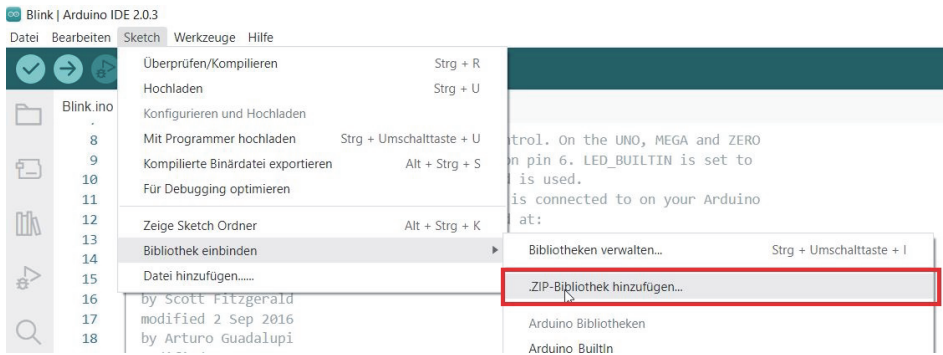 Blink | Arduino IDE 2.0.3
Datei Bearbeiten Sketch Werkzeuge Hilfe
Überprüfen/Kompilieren Strg + R
Hochladen Strg + U
Konfigurieren und Hochladen
Mit Programmer hochladen Strg + Umschalttaste + U
Kompilierte Binärdatei exportieren Alt + Strg + S
Für Debugging optimieren
Zeige Sketch Ordner Alt + Strg + K
Bibliothek einbinden
Datei hinzufügen......
Bibliotheken verwalten... Strg + Umschalttaste + I
.ZIP-Bibliothek hinzufügen...
Arduino Bibliotheken
Arduino BuiltIn
Blink.ino
8 trol. On the UNO, MEGA and ZERO
9 n pin 6. LED_BUILTIN is set to
10 is used.
11 is connected to on your Arduino
12 at:
13
14
15
16 by Scott Fitzgerald
17 modified 2 Sep 2016
18 by Arturo Guadalupi